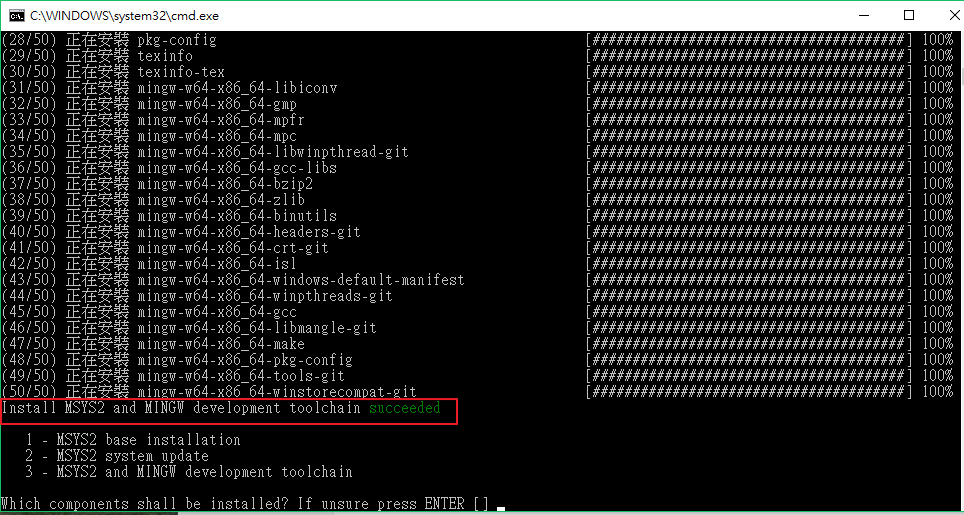 C:\WINDOWS\system32\cmd.exe
(28/50) 正在安裝 pkg-config [#######################################] 100%
(29/50) 正在安裝 texinfo [#######################################] 100%
(30/50) 正在安裝 texinfo-tex [#######################################] 100%
(31/50) 正在安裝 mingw-w64-x86_64-libiconv [#######################################] 100%
(32/50) 正在安裝 mingw-w64-x86_64-gmp [#######################################] 100%
(33/50) 正在安裝 mingw-w64-x86_64-mpfr [#######################################] 100%
(34/50) 正在安裝 mingw-w64-x86_64-mpc [#######################################] 100%
(35/50) 正在安裝 mingw-w64-x86_64-libwinpthread-git [#######################################] 100%
(36/50) 正在安裝 mingw-w64-x86_64-gcc-libs [#######################################] 100%
(37/50) 正在安裝 mingw-w64-x86_64-bzip2 [#######################################] 100%
(38/50) 正在安裝 mingw-w64-x86_64-zlib [#######################################] 100%
(39/50) 正在安裝 mingw-w64-x86_64-binutils [#######################################] 100%
(40/50) 正在安裝 mingw-w64-x86_64-headers-git [#######################################] 100%
(41/50) 正在安裝 mingw-w64-x86_64-crt-git [#######################################] 100%
(42/50) 正在安裝 mingw-w64-x86_64-isl [#######################################] 100%
(43/50) 正在安裝 mingw-w64-x86_64-windows-default-manifest [#######################################] 100%
(44/50) 正在安裝 mingw-w64-x86_64-winpthreads-git [#######################################] 100%
(45/50) 正在安裝 mingw-w64-x86_64-gcc [#######################################] 100%
(46/50) 正在安裝 mingw-w64-x86_64-libmangle-git [#######################################] 100%
(47/50) 正在安裝 mingw-w64-x86_64-make [#######################################] 100%
(48/50) 正在安裝 mingw-w64-x86_64-pkg-config [#######################################] 100%
(49/50) 正在安裝 mingw-w64-x86_64-tools-git [#######################################] 100%
(50/50) 正在安裝 mingw-w64-x86_64-winstorecompat-git [#######################################] 100%
Install MSYS2 and MINGW development toolchain succeeded
1 - MSYS2 base installation
2 - MSYS2 system update
3 - MSYS2 and MINGW development toolchain
Which components shall be installed? If unsure press ENTER []